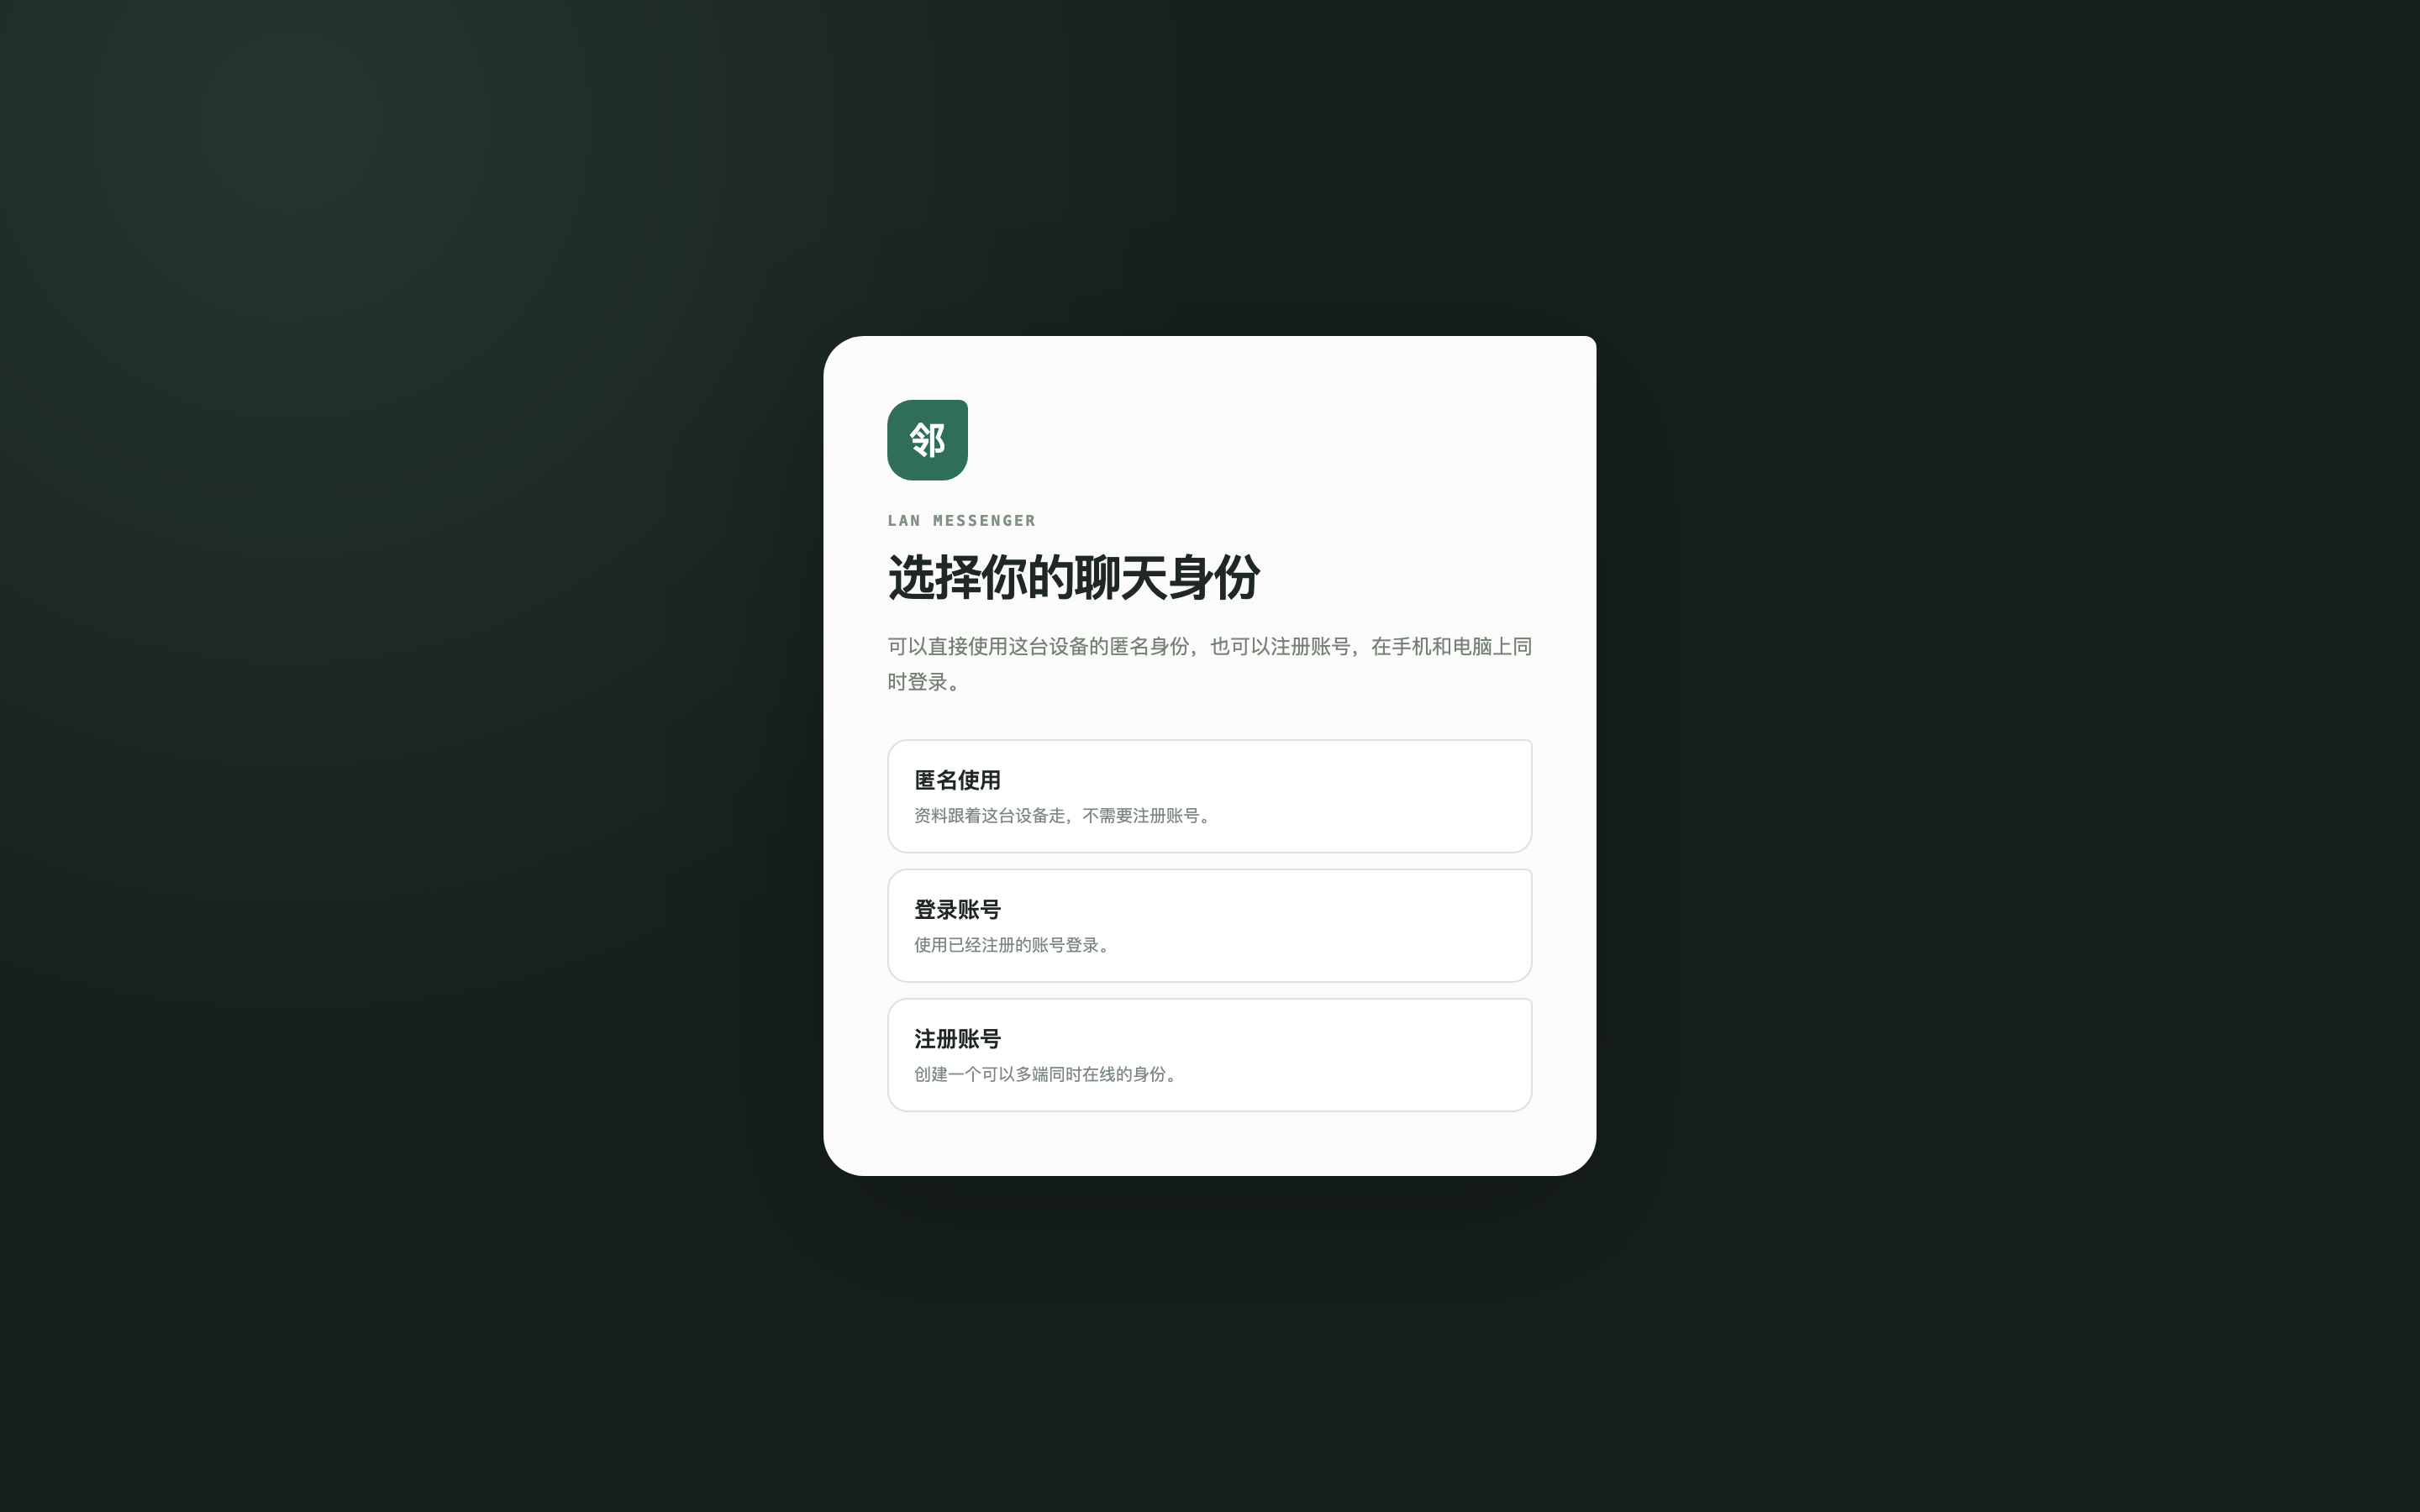 邻
LAN MESSENGER
选择你的聊天身份
可以直接使用这台设备的匿名身份，也可以注册账号，在手机和电脑上同
时登录。
匿名使用
资料跟着这台设备走，不需要注册账号。
登录账号
使用已经注册的账号登录。
注册账号
创建一个可以多端同时在线的身份。